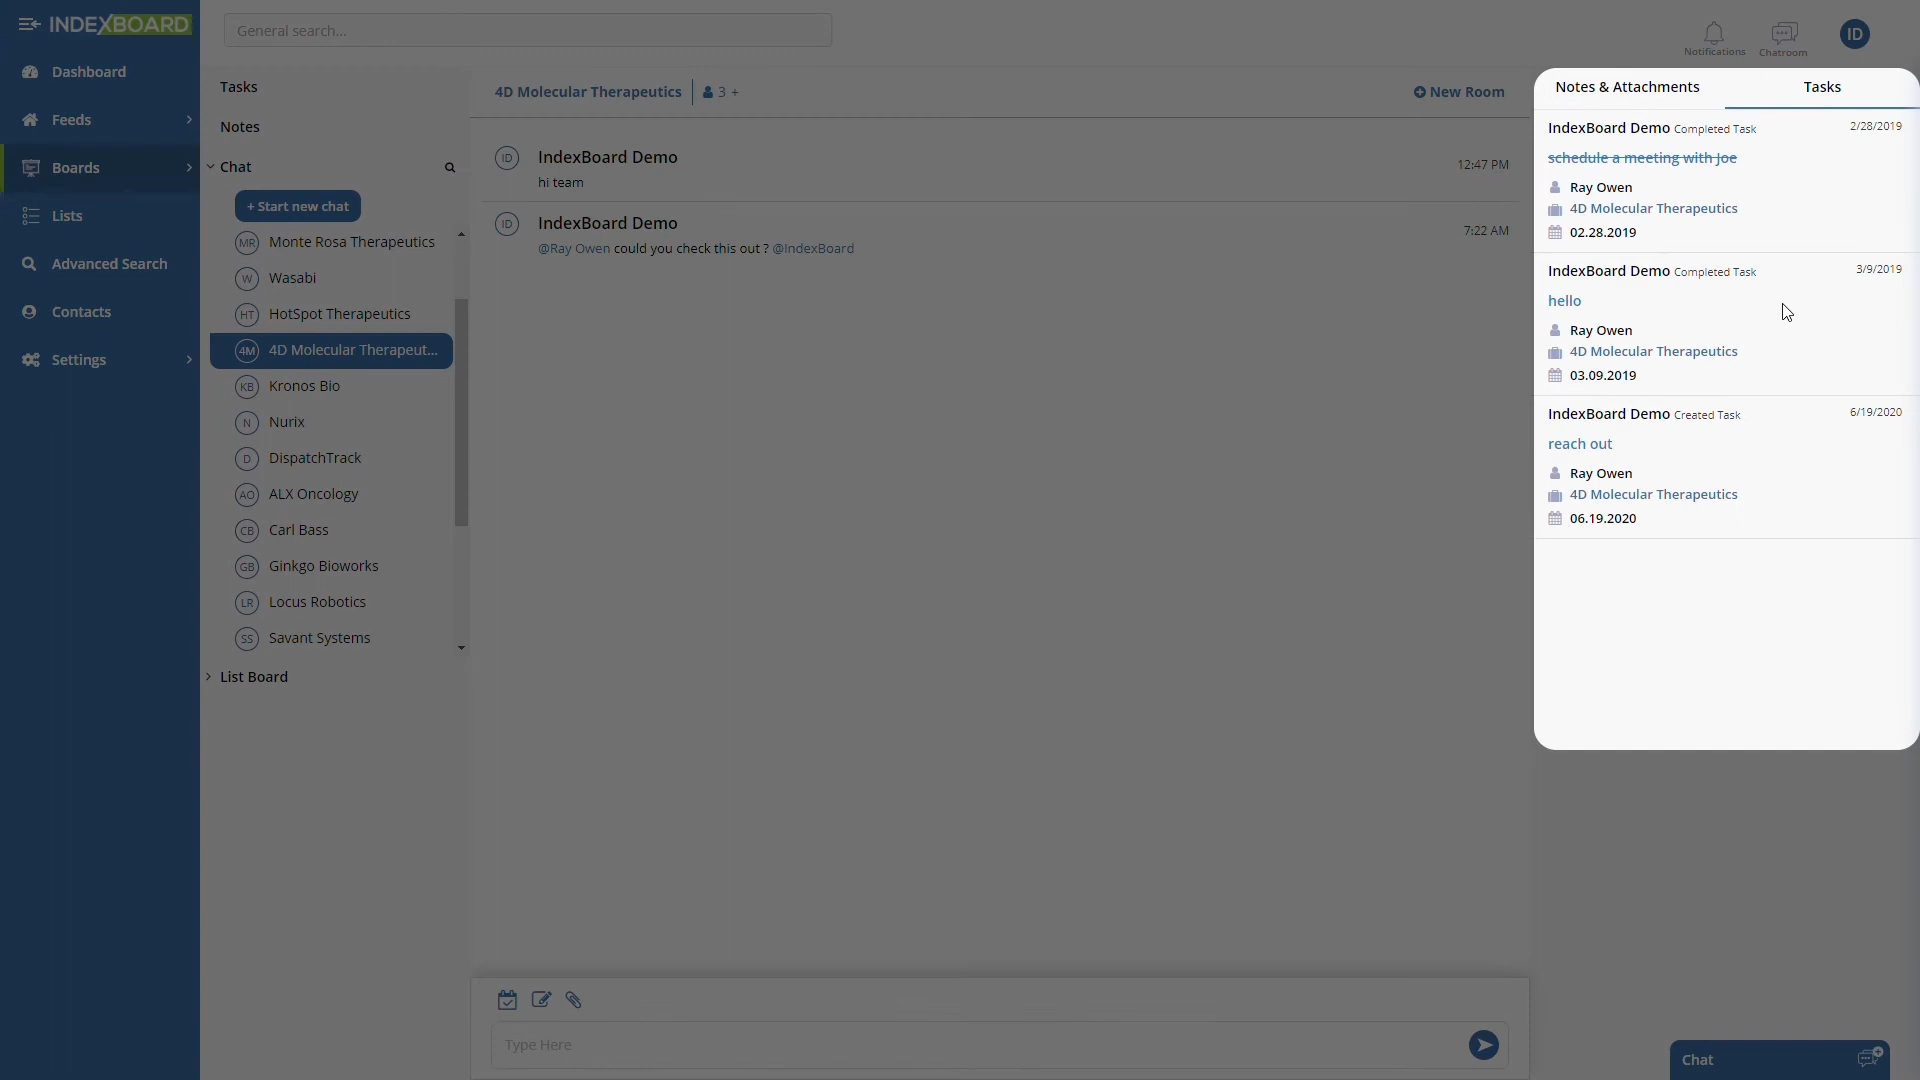 INDEXBOARD
Dashboard
Feeds
Boards
Lists
Advanced Search
Contacts
Settings
General search...
Notifications
Chatroom
ID
Tasks
Notes
Chat
+ Start new chat
MR Monte Rosa Therapeutics
W Wasabi
HT HotSpot Therapeutics
4M 4D Molecular Therapeut...
KB Kronos Bio
N Nurix
D DispatchTrack
AO ALX Oncology
CB Carl Bass
GB Ginkgo Bioworks
LR Locus Robotics
SS Savant Systems
List Board
4D Molecular Therapeutics 3 +
New Room
ID IndexBoard Demo 12:47 PM
hi team
ID IndexBoard Demo 7:22 AM
@Ray Owen could you check this out ? @IndexBoard
Type Here
Notes & Attachments Tasks
IndexBoard Demo Completed Task 2/28/2019
schedule a meeting with Joe
Ray Owen
4D Molecular Therapeutics
02.28.2019
IndexBoard Demo Completed Task 3/9/2019
hello
Ray Owen
4D Molecular Therapeutics
03.09.2019
IndexBoard Demo Created Task 6/19/2020
reach out
Ray Owen
4D Molecular Therapeutics
06.19.2020
Chat